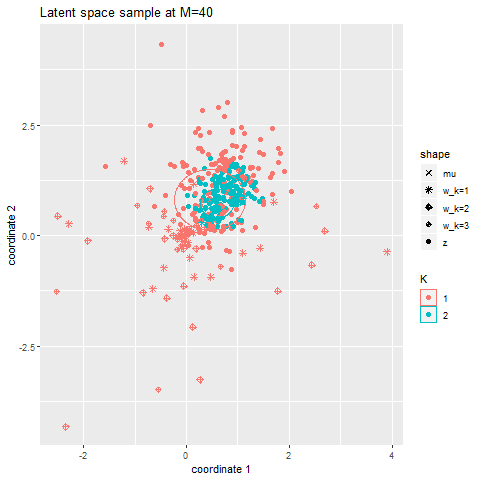 Latent space sample at M=40
coordinate 2
2.5
0.0
-2.5
-2
0
2
4
coordinate 1
shape
mu
w_k=1
w_k=2
w_k=3
z
K
1
2